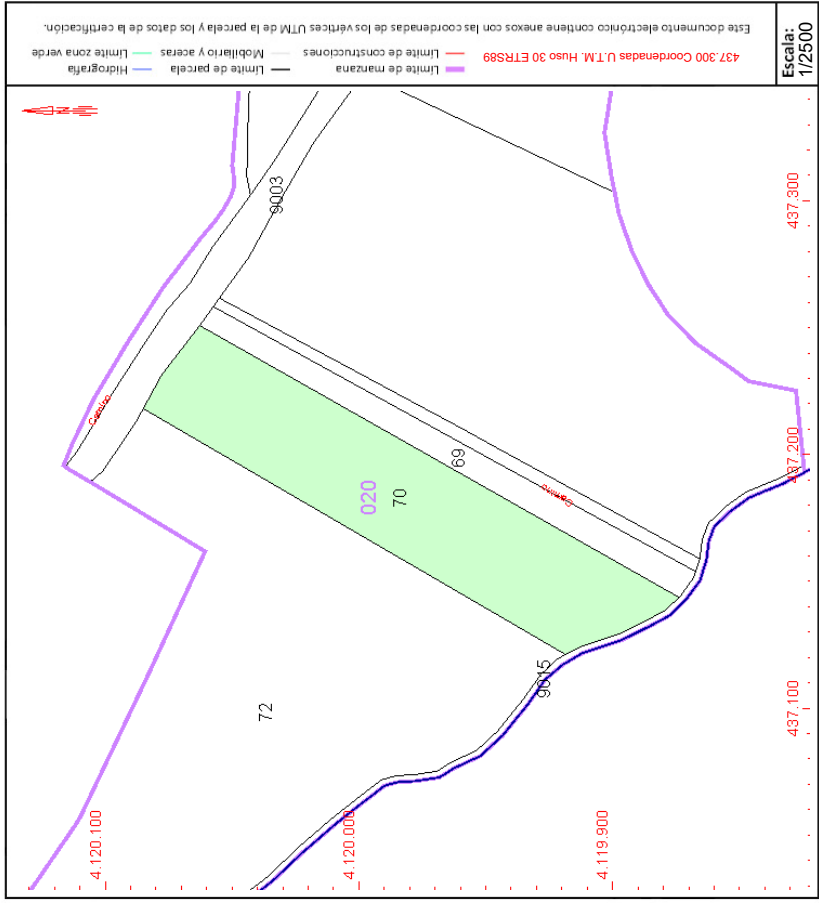 Este documento electrónico contiene anexos con las coordenadas de los vértices UTM de la parcela y los datos de la certificación.
437.300 Coordenadas U.T.M. Huso 30 ETRS89
Límite de manzana
Límite de construcciones
Límite de parcela
Mobiliario y aceras
Hidrografía
Límite zona verde
Escala:
1/2500
N
9003
437.300
Camino
69
020
70
Camino
437.200
9015
72
437.100
4.120.100
4.120.000
4.119.900